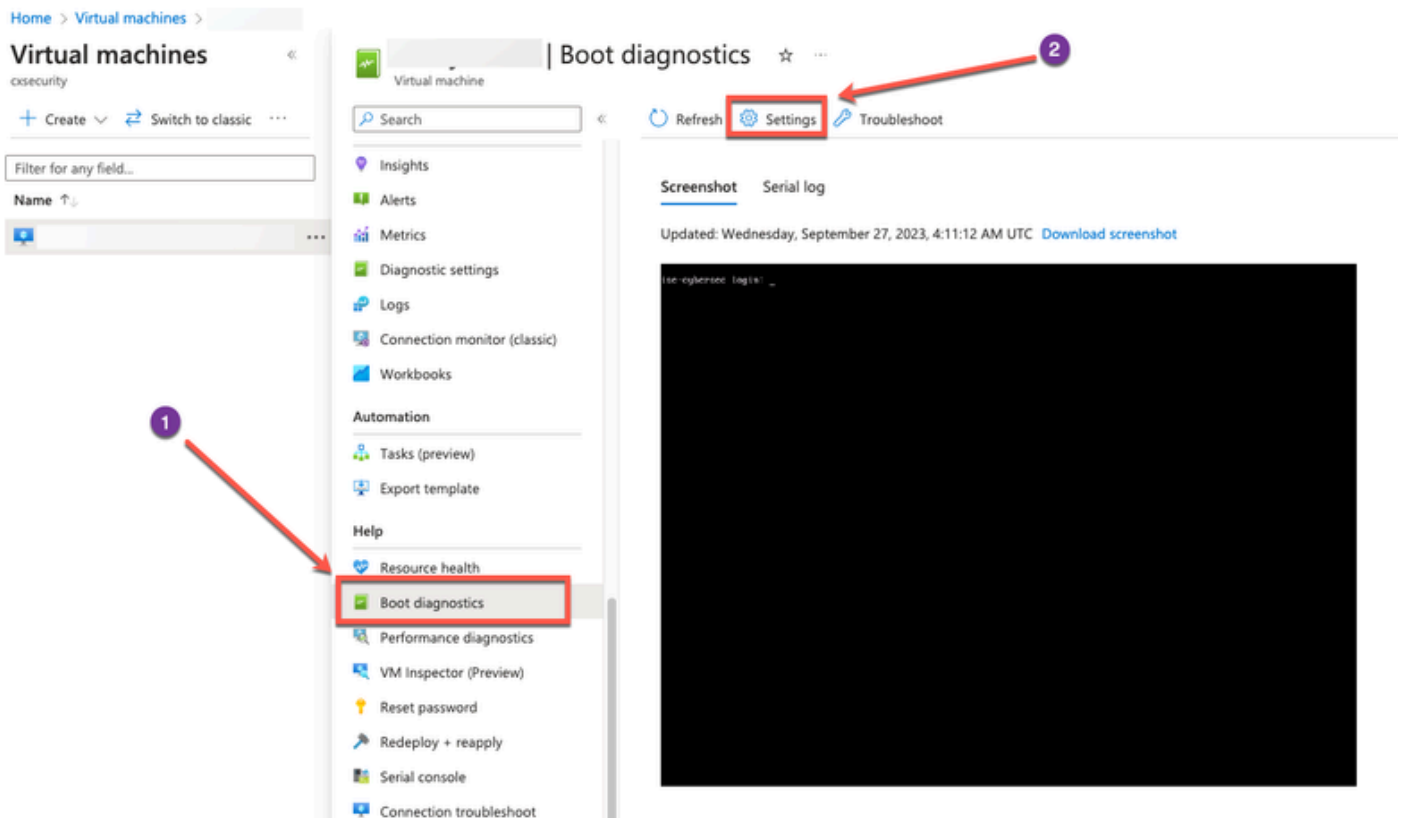 Home > Virtual machines >
Virtual machines
cxsecurity
Create
Switch to classic
Filter for any field...
Name
| Boot diagnostics
Virtual machine
Search
Insights
Alerts
Metrics
Diagnostic settings
Logs
Connection monitor (classic)
Workbooks
Automation
Tasks (preview)
Export template
Help
Resource health
Boot diagnostics
Performance diagnostics
VM Inspector (Preview)
Reset password
Redeploy + reapply
Serial console
Connection troubleshoot
1
2
Refresh
Settings
Troubleshoot
Screenshot
Serial log
Updated: Wednesday, September 27, 2023, 4:11:12 AM UTC Download screenshot
ise-cybersec login: _